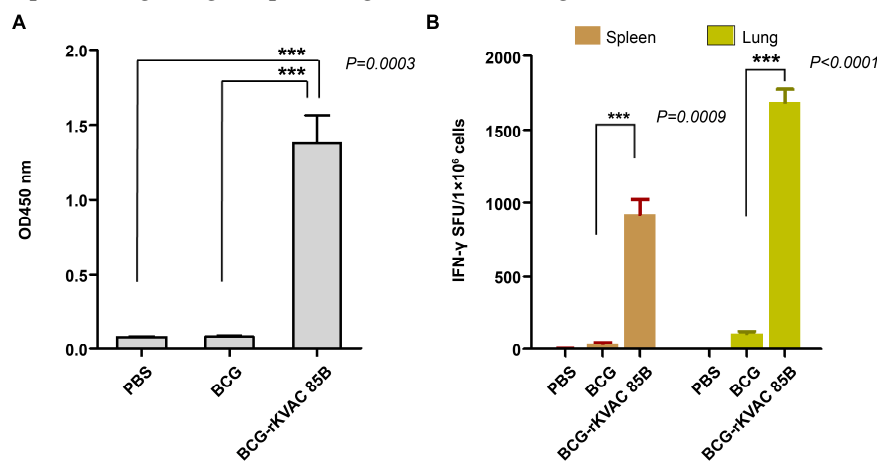 A
2.0
1.5
1.0
0.5
0.0
OD450 nm
***
***
P=0.0003
PBS
BCG
BCG-rKVAC 85B
B
Spleen
Lung
2000
1500
1000
500
0
IFN-γ SFU/1×10⁶ cells
***
P=0.0009
***
P<0.0001
PBS
BCG
BCG-rKVAC 85B
PBS
BCG
BCG-rKVAC 85B